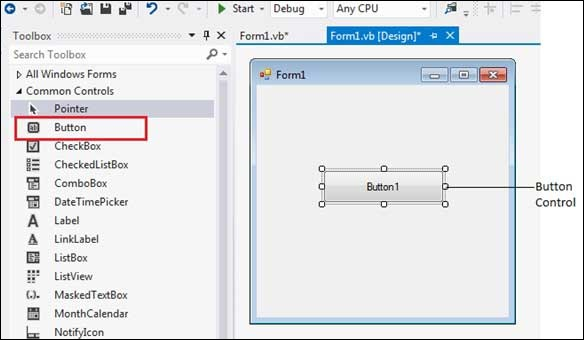 Start Debug Any CPU
Toolbox
Search Toolbox
All Windows Forms
Common Controls
Pointer
Button
CheckBox
CheckedListBox
ComboBox
DateTimePicker
Label
LinkLabel
ListBox
ListView
MaskedTextBox
MonthCalendar
NotifyIcon
Form1.vb* Form1.vb [Design]*
Form1
Button1
Button
Control